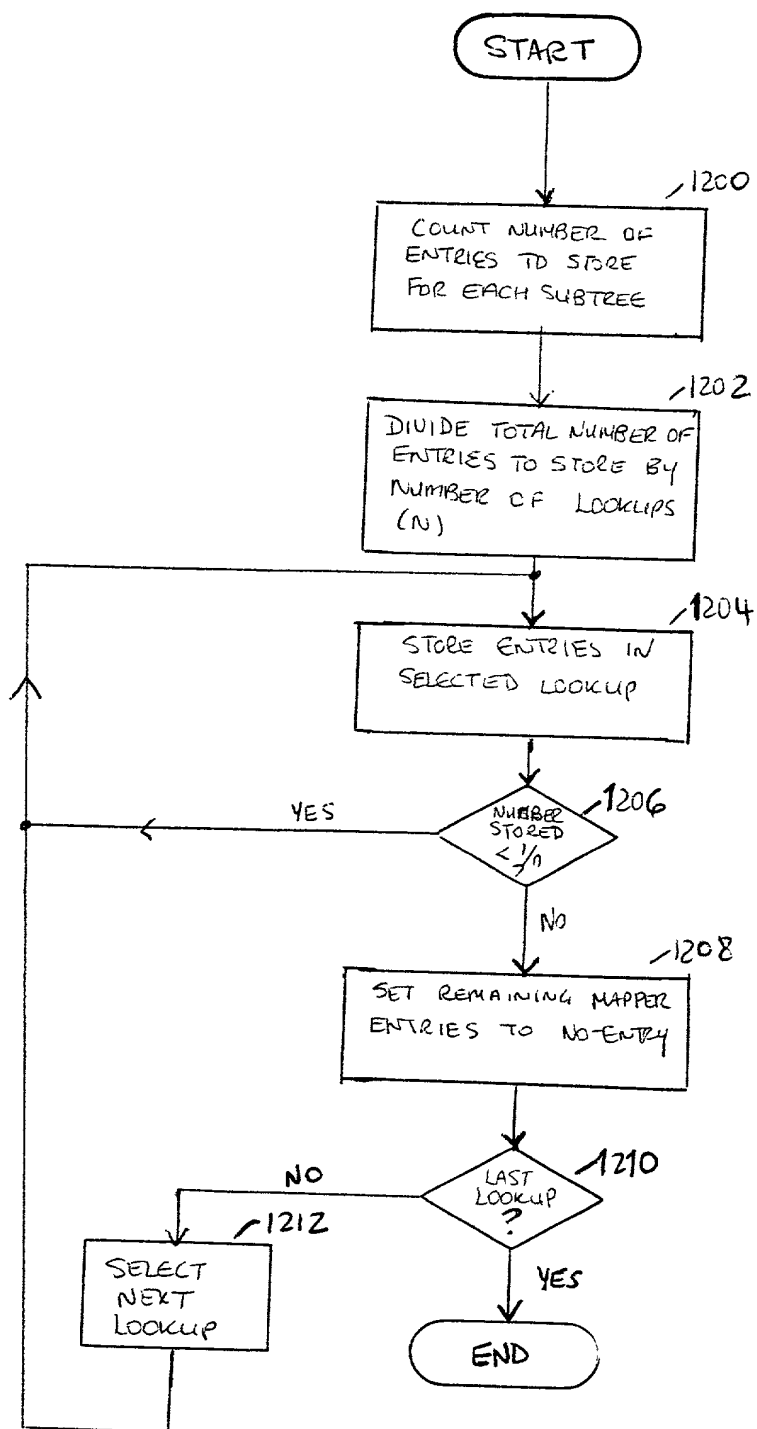 START
1200
COUNT NUMBER OF
ENTRIES TO STORE
FOR EACH SUBTREE
1202
DIVIDE TOTAL NUMBER OF
ENTRIES TO STORE BY
NUMBER OF LOOKUPS
(N)
1204
STORE ENTRIES IN
SELECTED LOOKUP
1206
NUMBER
STORED
< 1/n
?
YES
NO
1208
SET REMAINING MAPPER
ENTRIES TO NO-ENTRY
1210
LAST
LOOKUP
?
NO
1212
SELECT
NEXT
LOOKUP
YES
END